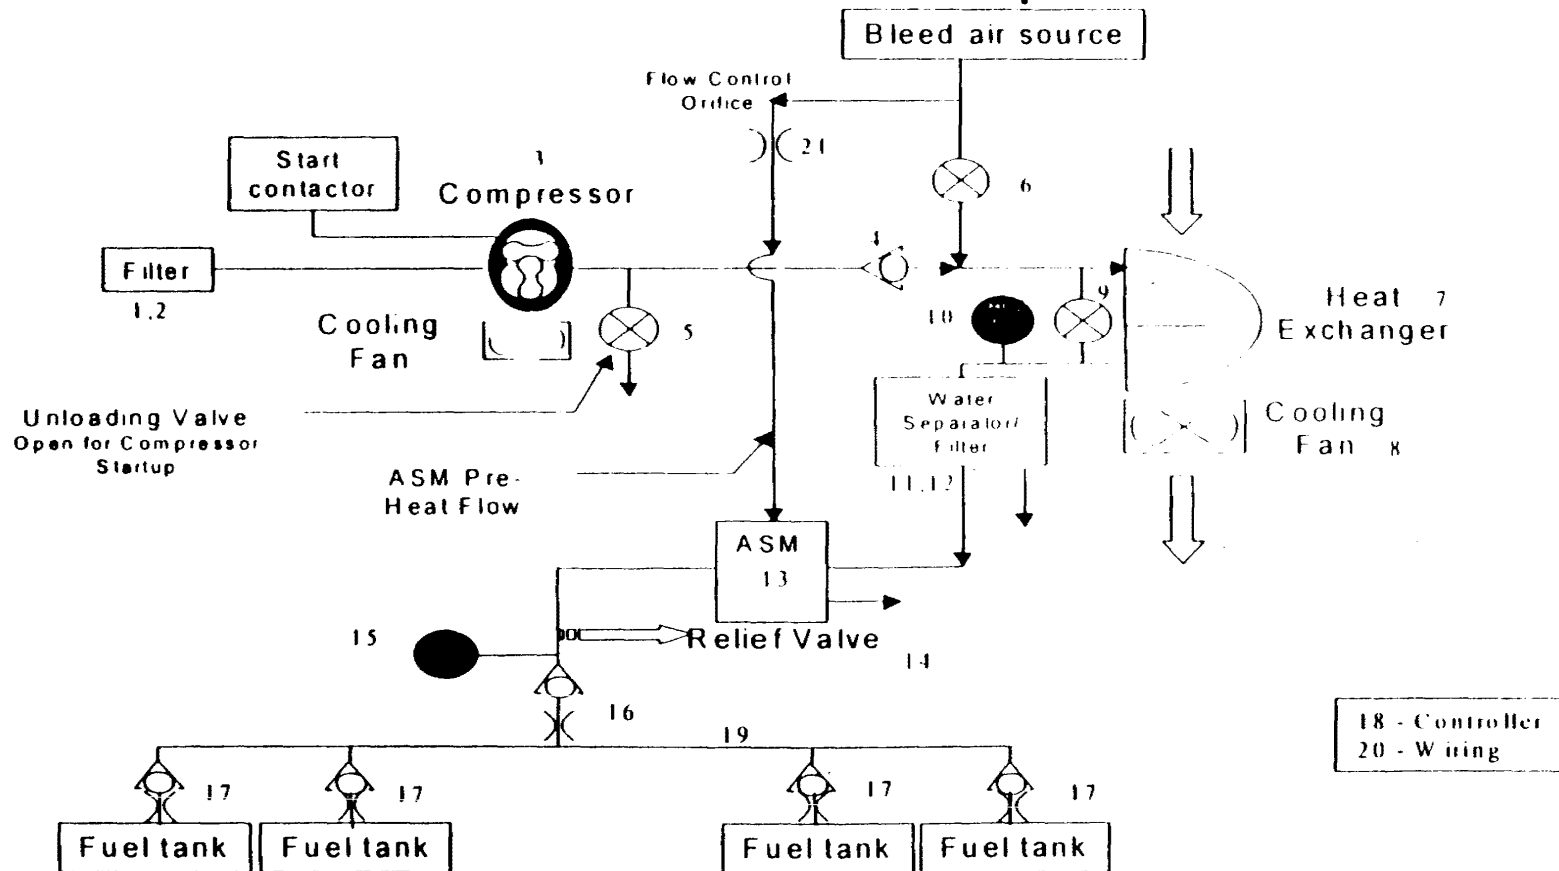 Bleed air source
Flow Control
Orifice
21
Start
contactor
3
Compressor
6
4
Filter
1,2
Cooling
Fan
5
10
9
Heat 7
Exchanger
Unloading Valve
Open for Compressor
Startup
Water
Separator/
Filter
11,12
Cooling
Fan 8
ASM Pre-
Heat Flow
ASM
13
15
Relief Valve
14
16
19
18 - Controller
20 - Wiring
17
17
17
17
Fuel tank
Fuel tank
Fuel tank
Fuel tank